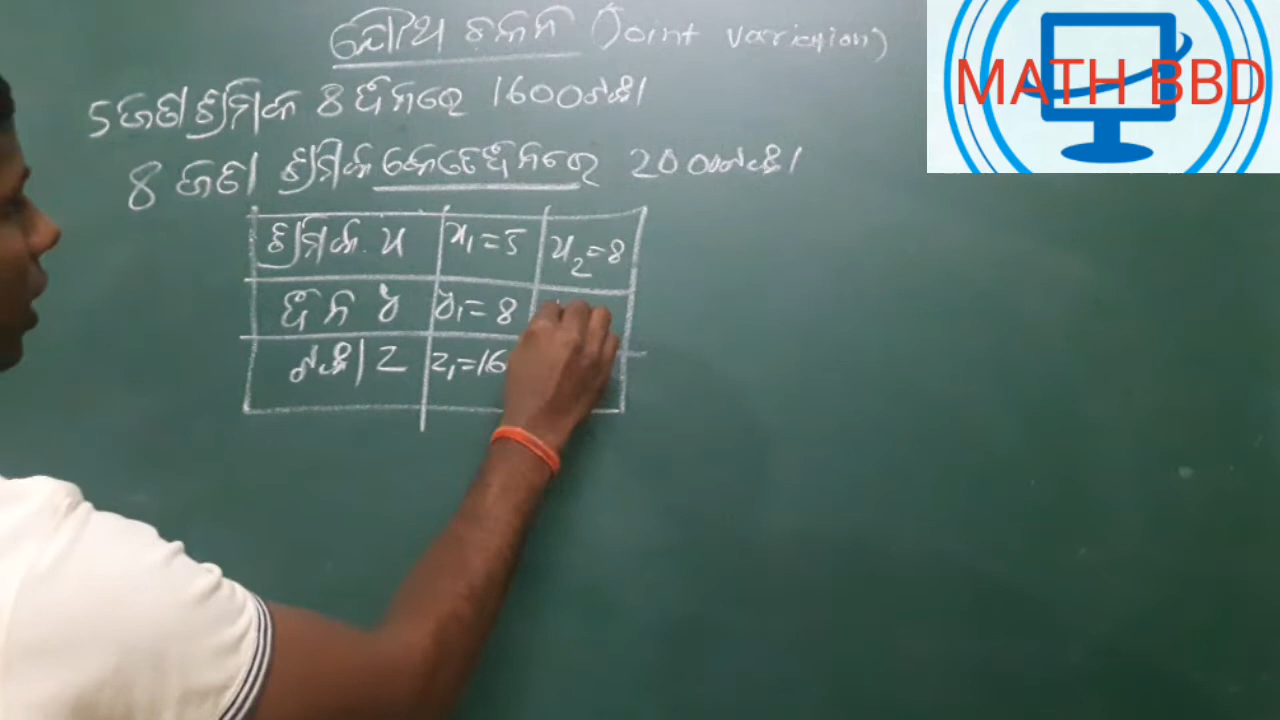 ଯୌଥ ଚଳନ (Joint variation)
MATH BBD
5 ଜଣ ଶ୍ରମିକ 8 ଦିନରେ 1600 ଟଙ୍କା
8 ଜଣ ଶ୍ରମିକ କେତେଦିନରେ 200 ଟଙ୍କା
ଶ୍ରମିକ x x₁=5 x₂=8
ଦିନ y y₁=8
ଟଙ୍କା z z₁=16